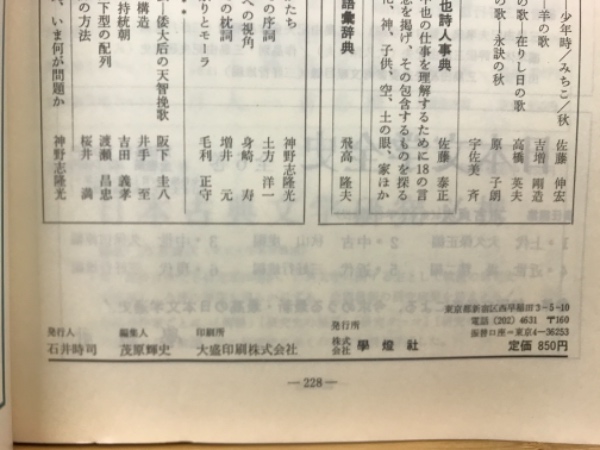 少年時／みちこ／秋 佐藤 伸宏
羊の歌 吉増 剛造
の歌 在りし日の歌 高橋 英夫
の歌―永訣の秋 原 子朗
宇佐美 斉
也詩人事典 佐藤 泰正
中也の仕事を理解するために18の言
葉を掲げ、その包含するものを探る
神、子供、空、土の眼、家ほか
語彙辞典 飛高 隆夫
たち 神野志隆光
の序詞 土方 洋一
への視角 身崎 寿
の枕詞 増井 元
りとモーラ 毛利 正守
倭大后の天智挽歌 阪下 圭八
構造 井手 至
持統朝 吉田 義孝
下型の配列 渡瀬 昌忠
の方法 桜井 満
、いま何が問題か 神野志隆光
発行人
石井時司
編集人
茂原輝史
印刷所
大盛印刷株式会社
発行所
株式会社 學燈社
東京都新宿区西早稲田3-5-10
電話(202)4631 〒160
振替口座=東京4-36253
定価 850円
―228―